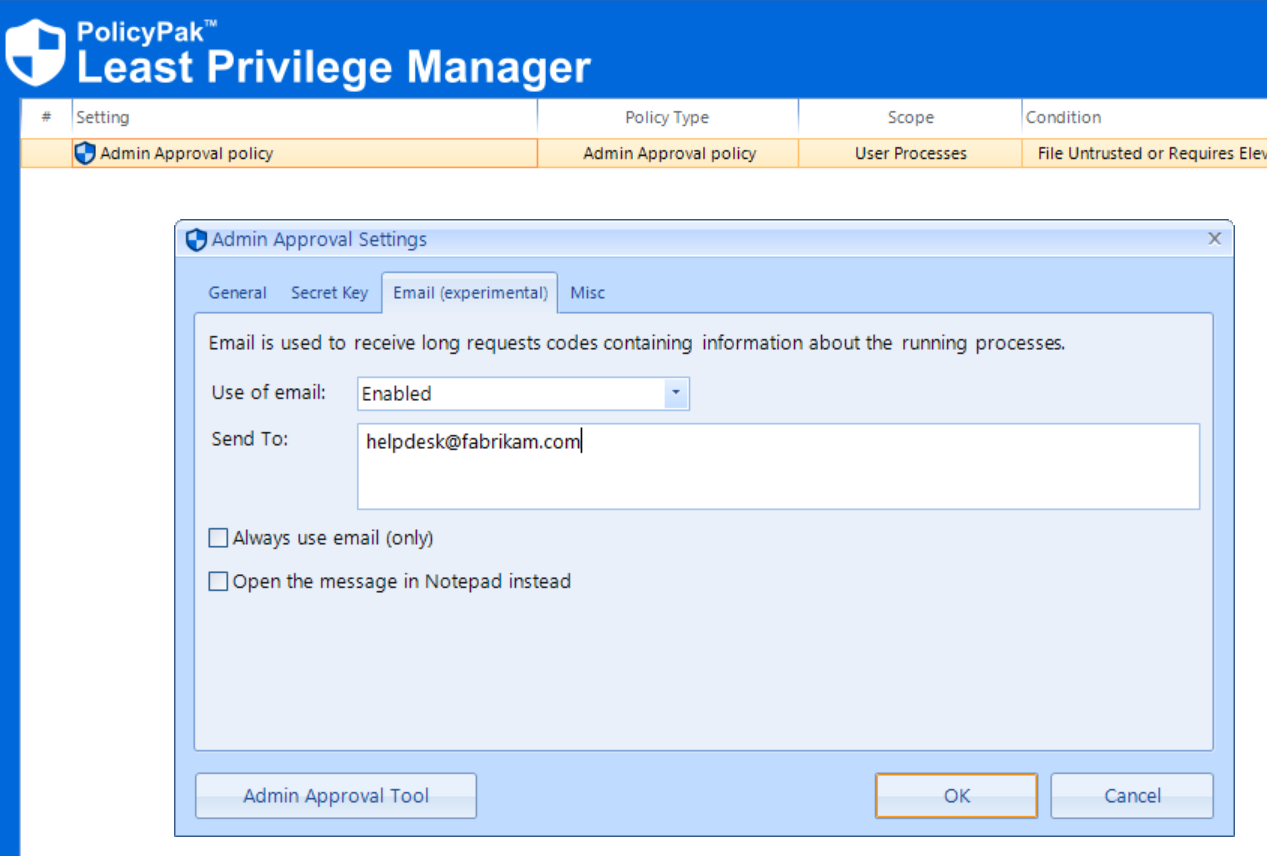 PolicyPak™
Least Privilege Manager
# Setting Policy Type Scope Condition
Admin Approval policy Admin Approval policy User Processes File Untrusted or Requires Elev
Admin Approval Settings
General Secret Key Email (experimental) Misc
Email is used to receive long requests codes containing information about the running processes.
Use of email: Enabled
Send To: helpdesk@fabrikam.com
Always use email (only)
Open the message in Notepad instead
Admin Approval Tool OK Cancel